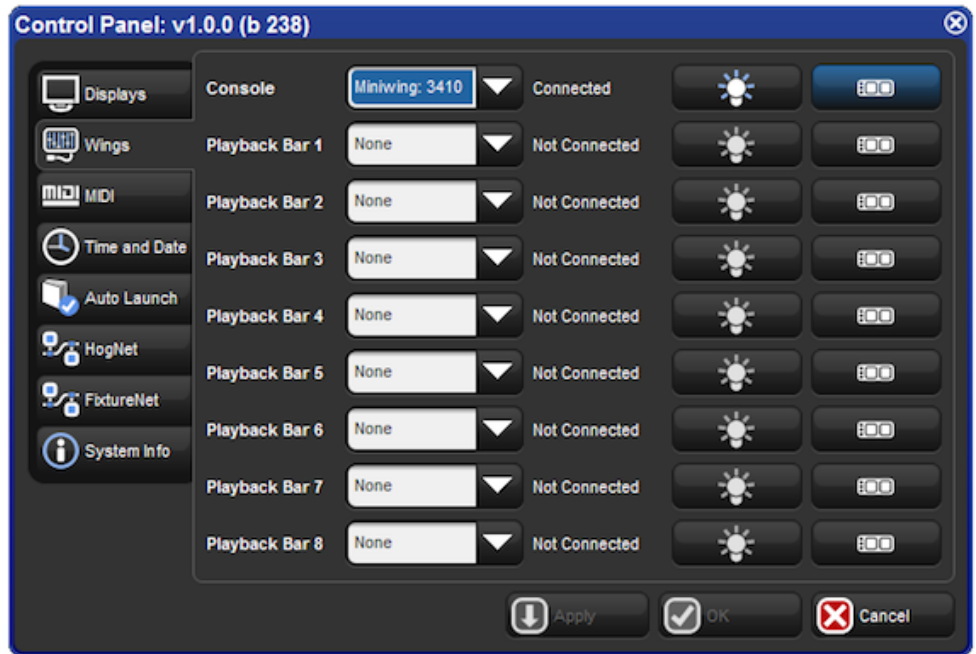 Control Panel: v1.0.0 (b 238)
Displays
Wings
MIDI MIDI
Time and Date
Auto Launch
HogNet
FixtureNet
System Info
Console Miniwing: 3410 Connected
Playback Bar 1 None Not Connected
Playback Bar 2 None Not Connected
Playback Bar 3 None Not Connected
Playback Bar 4 None Not Connected
Playback Bar 5 None Not Connected
Playback Bar 6 None Not Connected
Playback Bar 7 None Not Connected
Playback Bar 8 None Not Connected
Apply OK Cancel